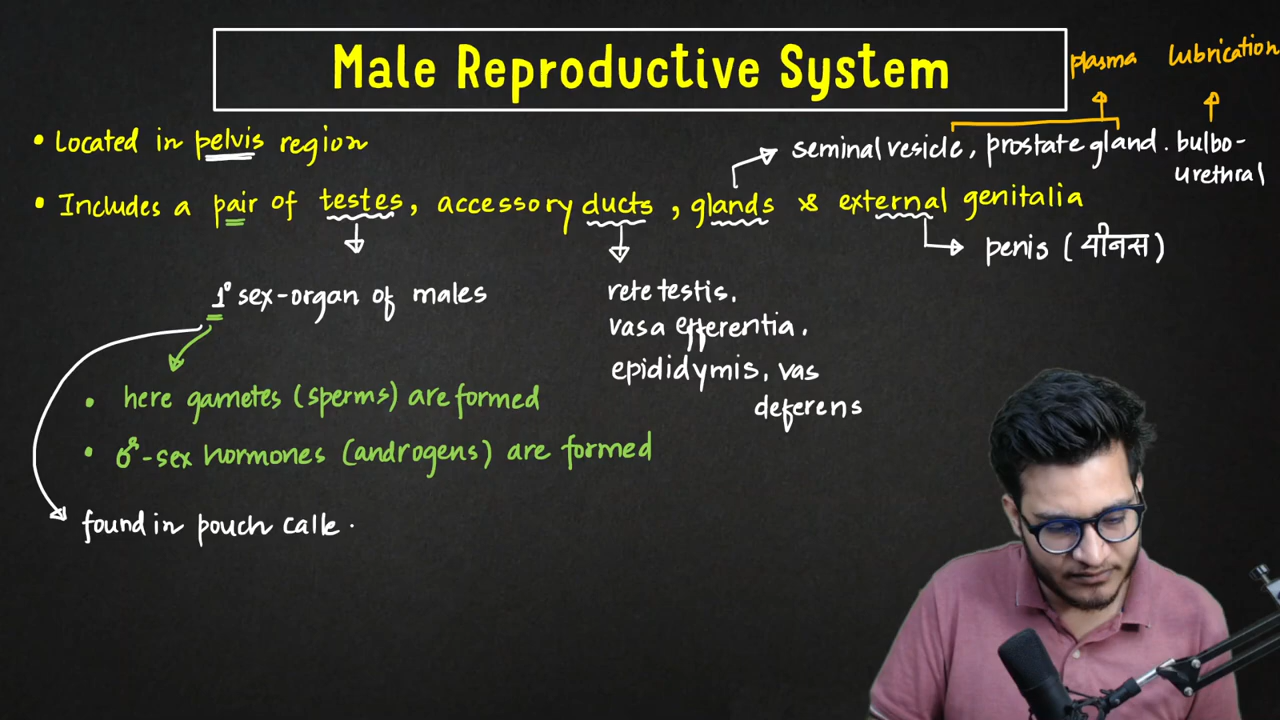 Male Reproductive System
plasma lubrication
• Located in pelvis region
seminal vesicle, prostate gland. bulbo-
urethral
• Includes a pair of testes, accessory ducts, glands & external genitalia
penis (पीनस)
1° sex-organ of males
rete testis,
vasa efferentia,
epididymis, vas
deferens
• here gametes (sperms) are formed
• ♂-sex hormones (androgens) are formed
found in pouch calle.